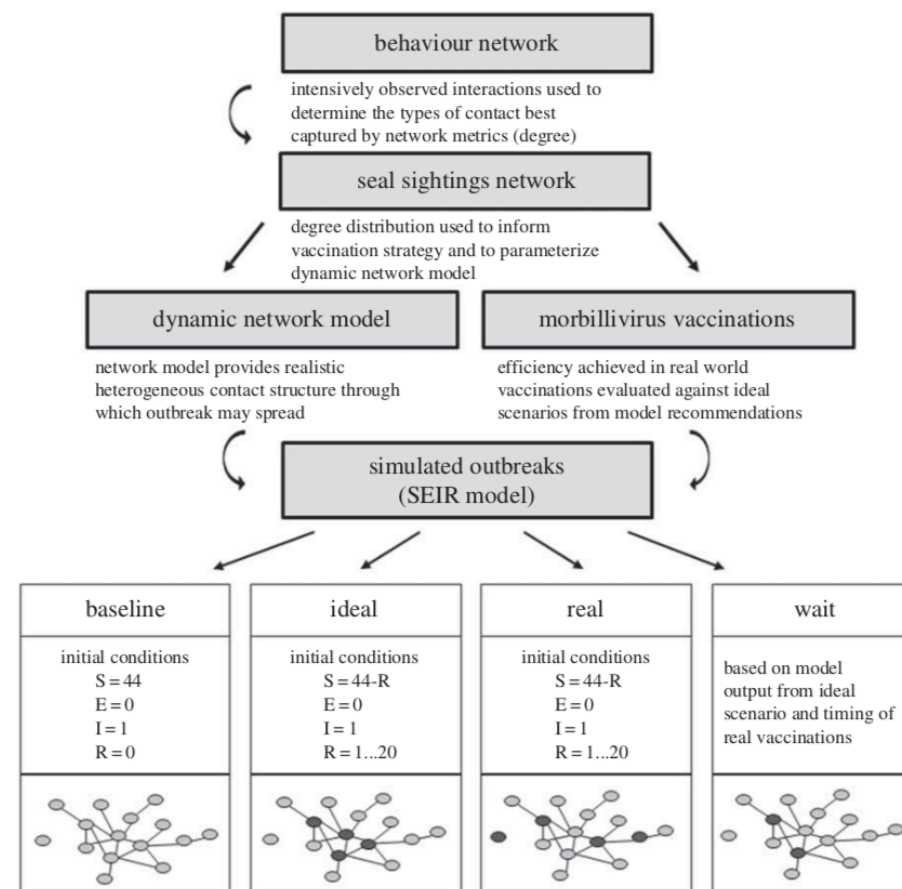 behaviour network
intensively observed interactions used to
determine the types of contact best
captured by network metrics (degree)
seal sightings network
degree distribution used to inform
vaccination strategy and to parameterize
dynamic network model
dynamic network model
network model provides realistic
heterogeneous contact structure through
which outbreak may spread
morbillivirus vaccinations
efficiency achieved in real world
vaccinations evaluated against ideal
scenarios from model recommendations
simulated outbreaks
(SEIR model)
baseline
initial conditions
S = 44
E = 0
I = 1
R = 0
ideal
initial conditions
S = 44-R
E = 0
I = 1
R = 1...20
real
initial conditions
S = 44-R
E = 0
I = 1
R = 1...20
wait
based on model
output from ideal
scenario and timing of
real vaccinations